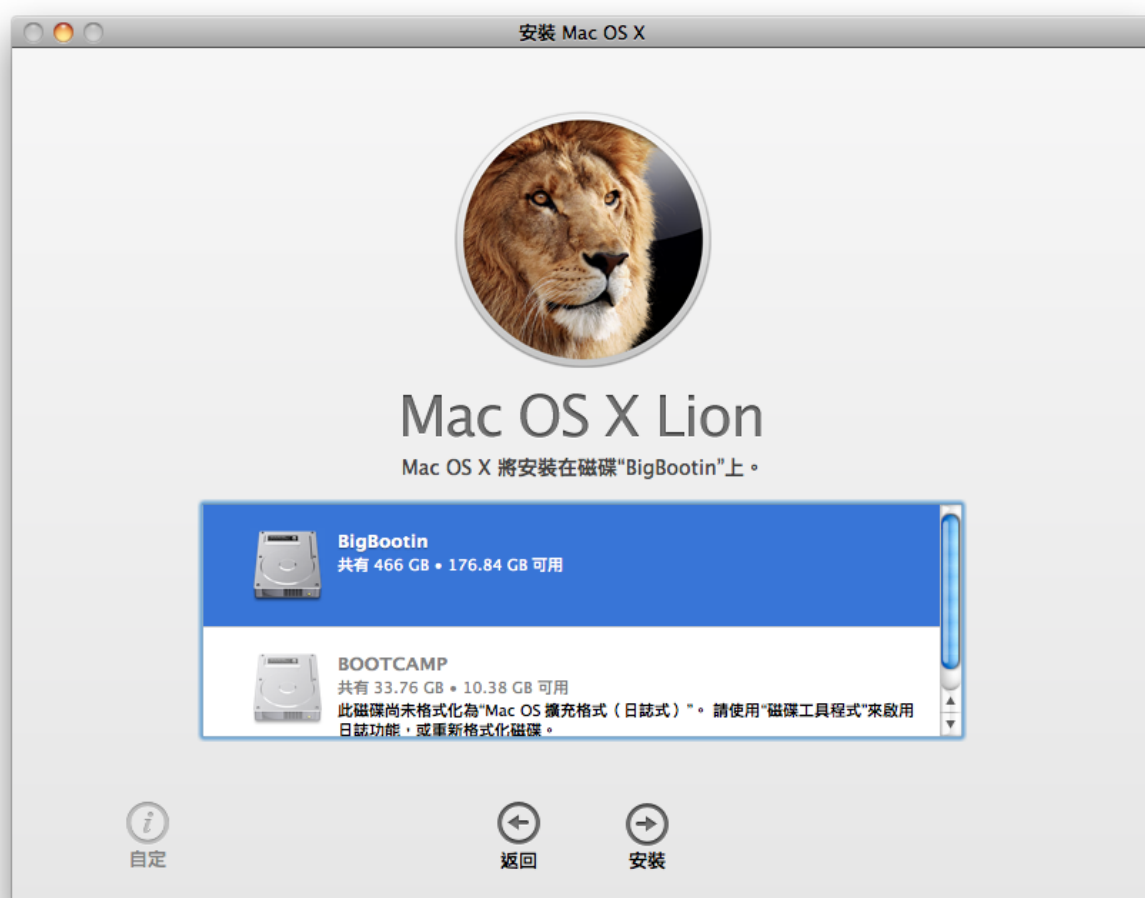 安裝 Mac OS X
Mac OS X Lion
Mac OS X 將安裝在磁碟“BigBootin”上。
BigBootin
共有 466 GB • 176.84 GB 可用
BOOTCAMP
共有 33.76 GB • 10.38 GB 可用
此磁碟尚未格式化為“Mac OS 擴充格式（日誌式）”。 請使用“磁碟工具程式”來啟用
日誌功能，或重新格式化磁碟。
自定
返回
安裝